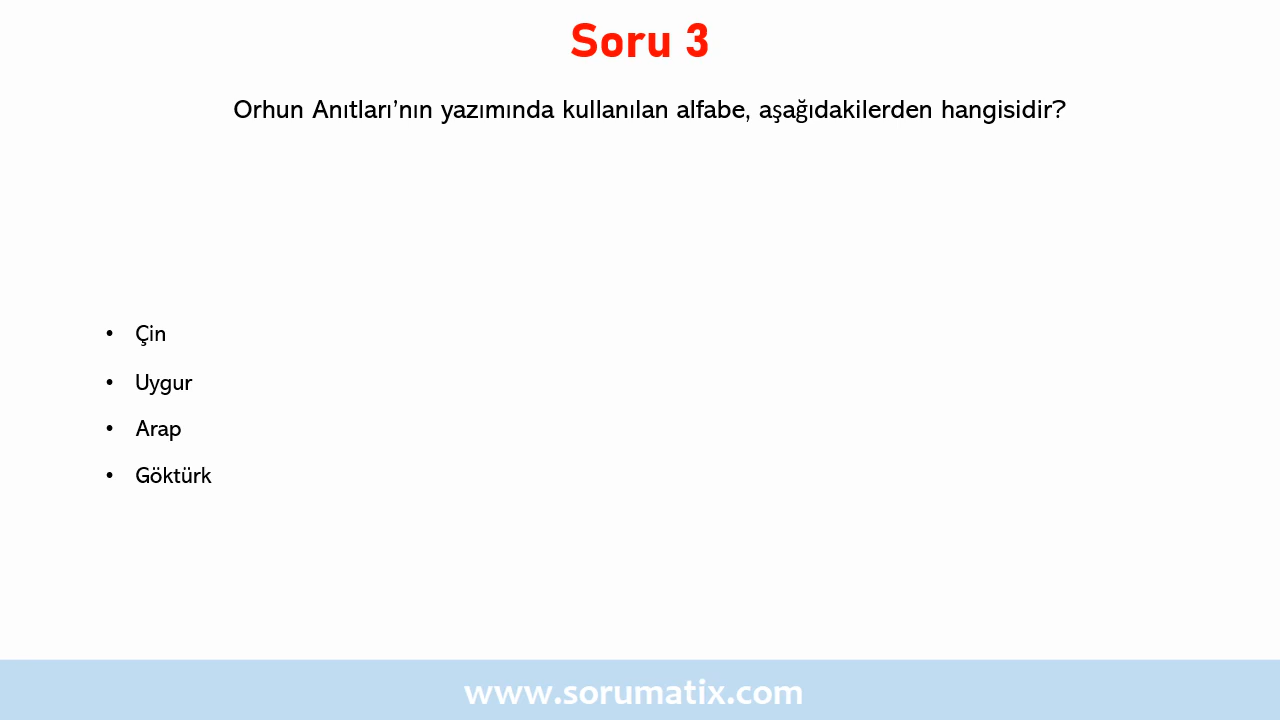 Soru 3
Orhun Anıtları’nın yazımında kullanılan alfabe, aşağıdakilerden hangisidir?
• Çin
• Uygur
• Arap
• Göktürk
www.sorumatix.com